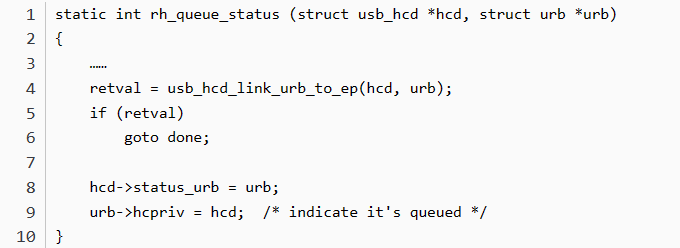 1 static int rh_queue_status (struct usb_hcd *hcd, struct urb *urb)
2 {
3     ……
4     retval = usb_hcd_link_urb_to_ep(hcd, urb);
5     if (retval)
6         goto done;
7
8     hcd->status_urb = urb;
9     urb->hcpriv = hcd;  /* indicate it's queued */
10 }